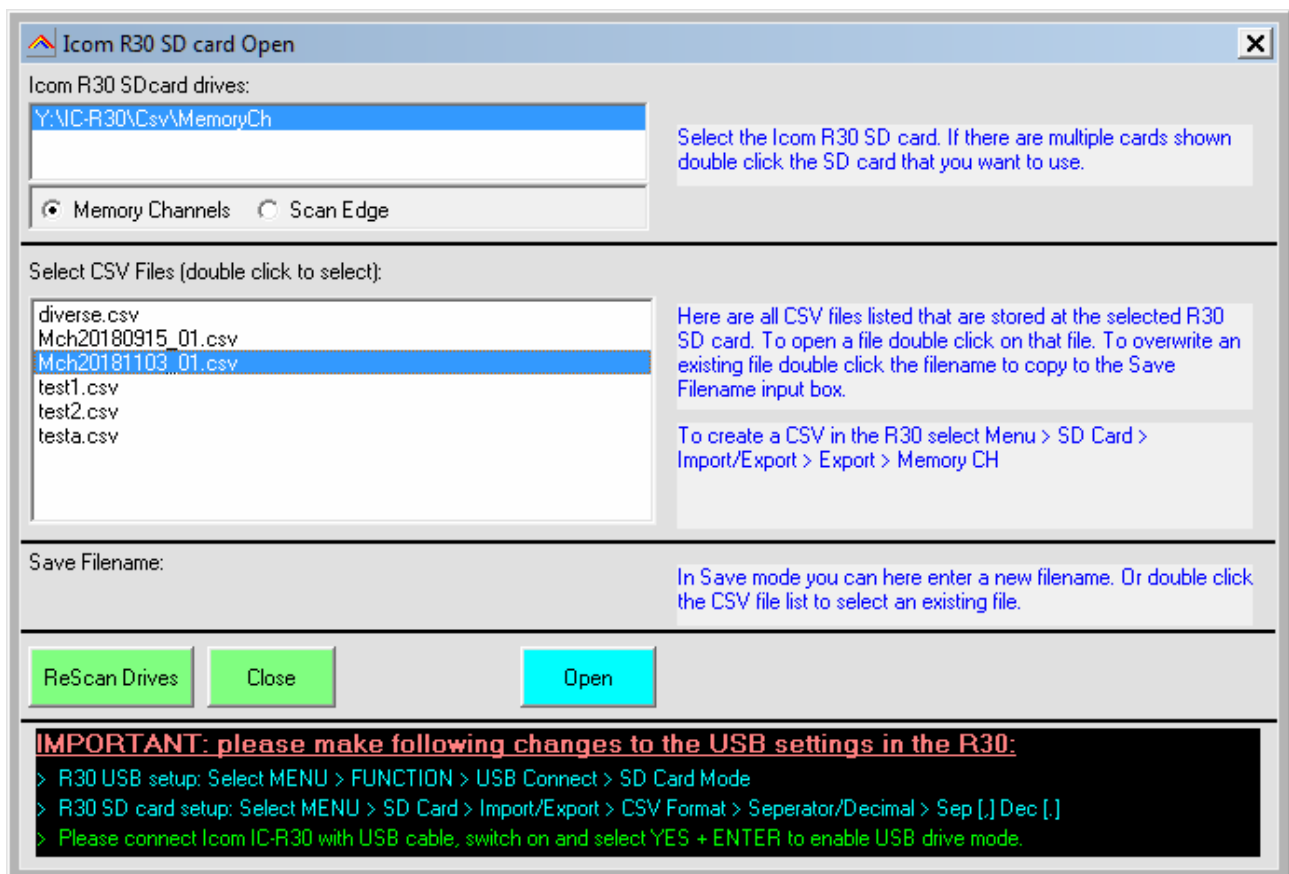 Icom R30 SD card Open
Icom R30 SDcard drives:
Y:\IC-R30\Csv\MemoryCh
Select the Icom R30 SD card. If there are multiple cards shown
double click the SD card that you want to use.
Memory Channels Scan Edge
Select CSV Files (double click to select):
diverse.csv
Mch20180915_01.csv
Mch20181103_01.csv
test1.csv
test2.csv
testa.csv
Here are all CSV files listed that are stored at the selected R30
SD card. To open a file double click on that file. To overwrite an
existing file double click the filename to copy to the Save
Filename input box.
To create a CSV in the R30 select Menu > SD Card >
Import/Export > Export > Memory CH
Save Filename:
In Save mode you can here enter a new filename. Or double click
the CSV file list to select an existing file.
ReScan Drives Close Open
IMPORTANT: please make following changes to the USB settings in the R30:
> R30 USB setup: Select MENU > FUNCTION > USB Connect > SD Card Mode
> R30 SD card setup: Select MENU > SD Card > Import/Export > CSV Format > Seperator/Decimal > Sep [,] Dec [.]
> Please connect Icom IC-R30 with USB cable, switch on and select YES + ENTER to enable USB drive mode.